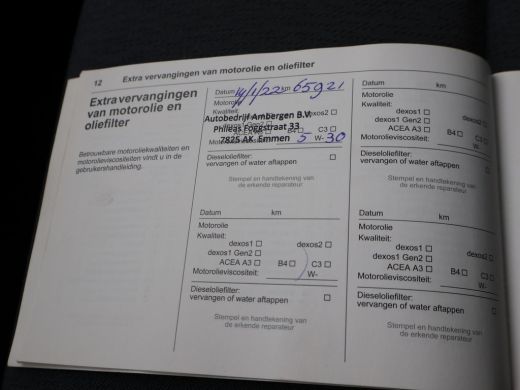 12 Extra vervangingen van motorolie en oliefilter
Extra vervangingen
van motorolie en
oliefilter
Betrouwbare motoroliekwaliteiten en
motorolieviscositeiten vindt u in de
gebruikershandleiding.
Datum 14/1/22 km 65921
Motorolie
Kwaliteit: dexos2 ☐
Autobedrijf Ambergen B.V.
dexos1 Gen2 ☐
Phileas Foggstraat 33
B4 ☐ C3 ☐
7825 AK Emmen 5 W- 30
Dieseloliefilter:
vervangen of water aftappen ☐
Stempel en handtekening van
de erkende reparateur
Datum km
Motorolie
Kwaliteit:
dexos1 ☐ dexos2 ☐
dexos1 Gen2 ☐
ACEA A3 ☐ B4 ☐ C3 ☐
Motorolieviscositeit: W-
Dieseloliefilter:
vervangen of water aftappen ☐
Stempel en handtekening van
de erkende reparateur
Datum km
Motorolie
Kwaliteit:
dexos1 ☐
dexos1 Gen2 ☐
ACEA A3 ☐ B4 ☐
Motorolieviscositeit:
Dieseloliefilter:
vervangen of water aftappen
Stempel en handtekening van
de erkende reparateur
Datum km
Motorolie
Kwaliteit:
dexos1 ☐
dexos1 Gen2 ☐
ACEA A3 ☐ B4 ☐
Motorolieviscositeit:
Dieseloliefilter:
vervangen of water aftappen
Stempel en handtekening van
de erkende reparateur